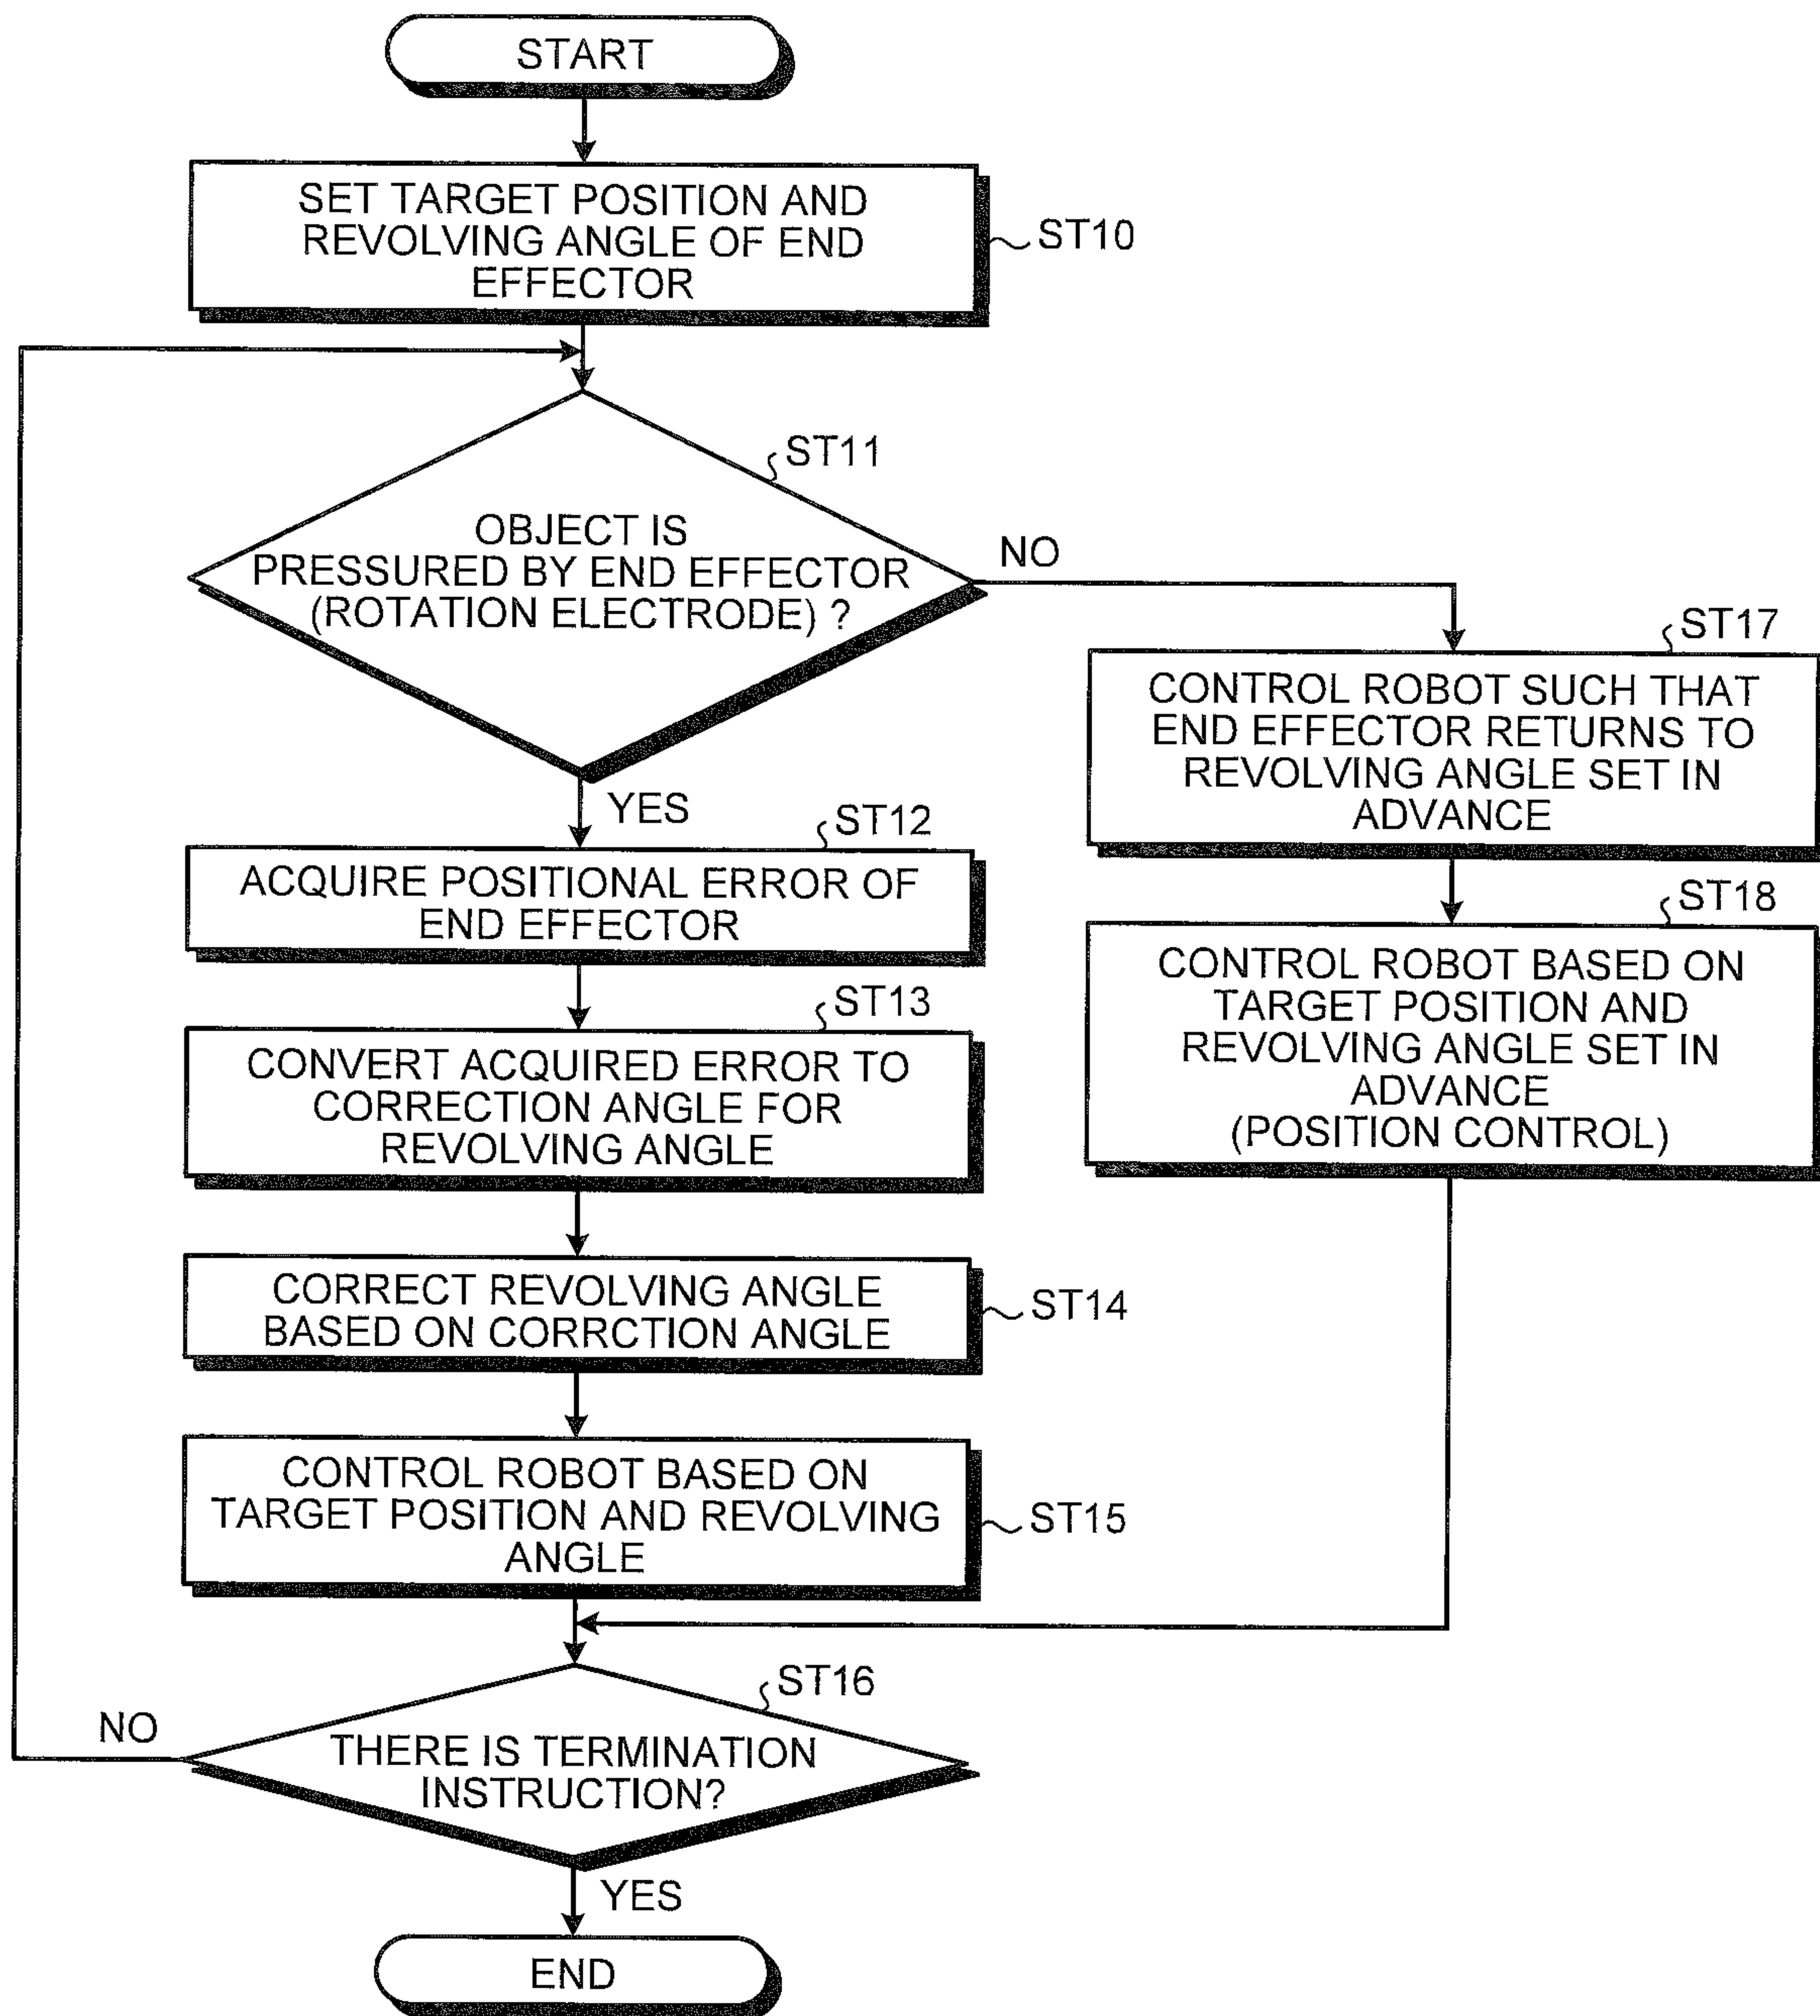 START
SET TARGET POSITION AND
REVOLVING ANGLE OF END
EFFECTOR
ST10
ST11
OBJECT IS
PRESSURED BY END EFFECTOR
(ROTATION ELECTRODE) ?
NO
YES
ST12
ACQUIRE POSITIONAL ERROR OF
END EFFECTOR
ST13
CONVERT ACQUIRED ERROR TO
CORRECTION ANGLE FOR
REVOLVING ANGLE
CORRECT REVOLVING ANGLE
BASED ON CORRCTION ANGLE
ST14
CONTROL ROBOT BASED ON
TARGET POSITION AND REVOLVING
ANGLE
ST15
ST17
CONTROL ROBOT SUCH THAT
END EFFECTOR RETURNS TO
REVOLVING ANGLE SET IN
ADVANCE
ST18
CONTROL ROBOT BASED ON
TARGET POSITION AND
REVOLVING ANGLE SET IN
ADVANCE
(POSITION CONTROL)
ST16
THERE IS TERMINATION
INSTRUCTION?
NO
YES
END